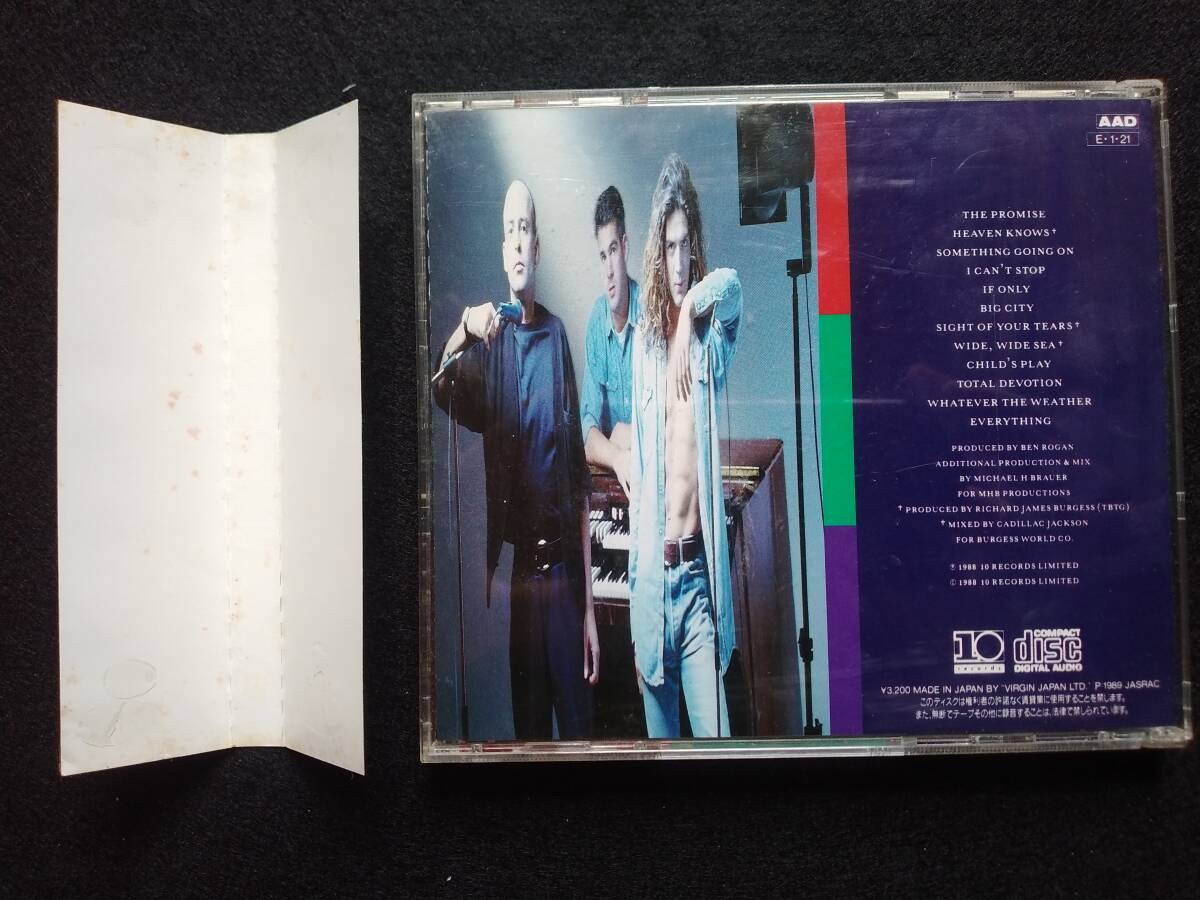 AAD
E・1・21
THE PROMISE
HEAVEN KNOWS†
SOMETHING GOING ON
I CAN'T STOP
IF ONLY
BIG CITY
SIGHT OF YOUR TEARS†
WIDE, WIDE SEA†
CHILD'S PLAY
TOTAL DEVOTION
WHATEVER THE WEATHER
EVERYTHING
PRODUCED BY BEN ROGAN
ADDITIONAL PRODUCTION & MIX
BY MICHAEL H BRAUER
FOR MHB PRODUCTIONS
† PRODUCED BY RICHARD JAMES BURGESS (TBTG)
† MIXED BY CADILLAC JACKSON
FOR BURGESS WORLD CO.
℗ 1988 10 RECORDS LIMITED
© 1988 10 RECORDS LIMITED
10
records
COMPACT
disc
DIGITAL AUDIO
¥3,200 MADE IN JAPAN BY "VIRGIN JAPAN LTD." P 1989 JASRAC
このディスクは権利者の許諾なく賃貸業に使用することを禁じます。
また、無断でテープその他に録音することは、法律で禁じられています。